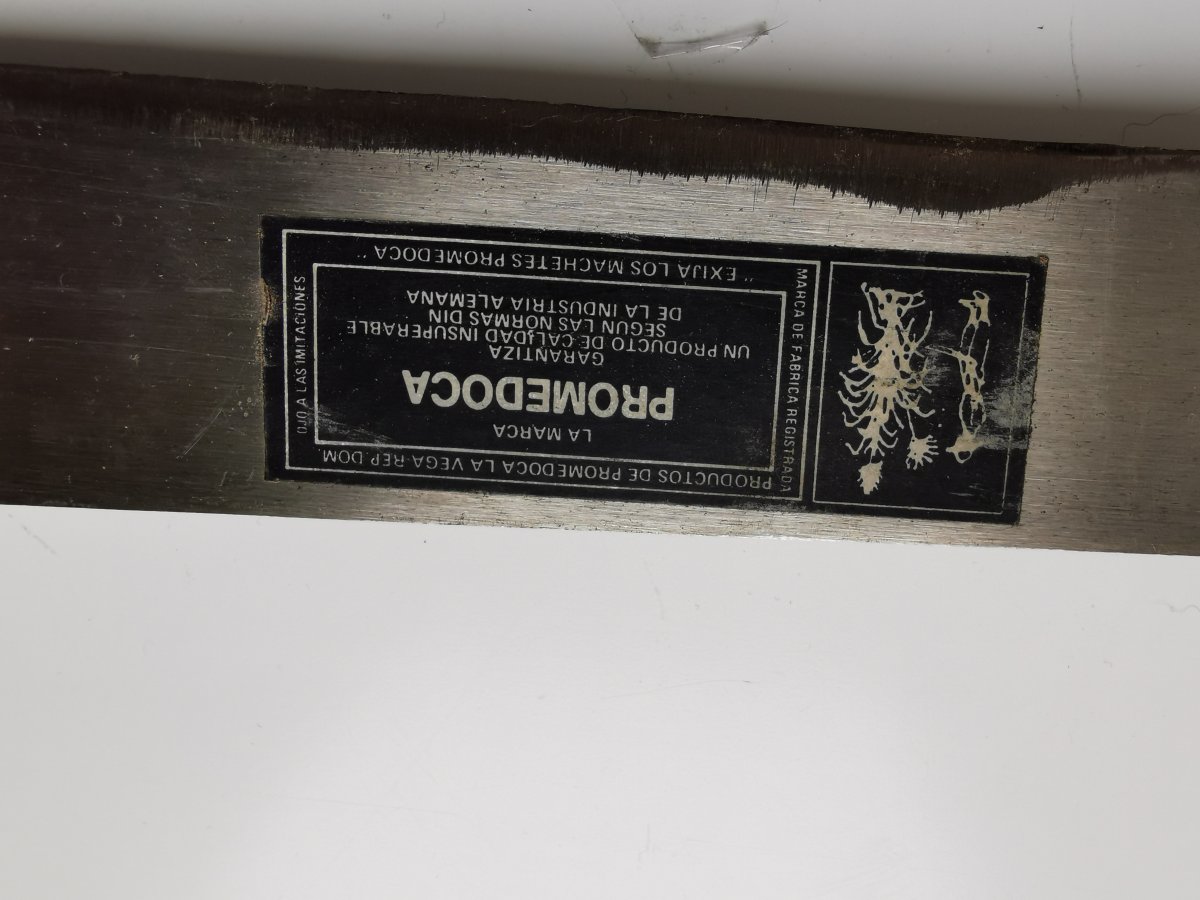 PRODUCTOS DE PROMEDOCA LA VEGA-REP. DOM.
MARCA DE FABRICA REGISTRADA
LA MARCA
PROMEDOCA
GARANTIZA
UN PRODUCTO DE CALIDAD INSUPERABLE
SEGUN LAS NORMAS DIN
DE LA INDUSTRIA ALEMANA
OJO A LAS IMITACIONES
" EXIJA LOS MACHETES PROMEDOCA "